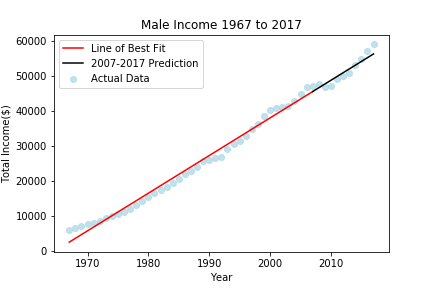 Male Income 1967 to 2017
Total Income($)
60000
50000
40000
30000
20000
10000
0
Line of Best Fit
2007-2017 Prediction
Actual Data
1970 1980 1990 2000 2010
Year